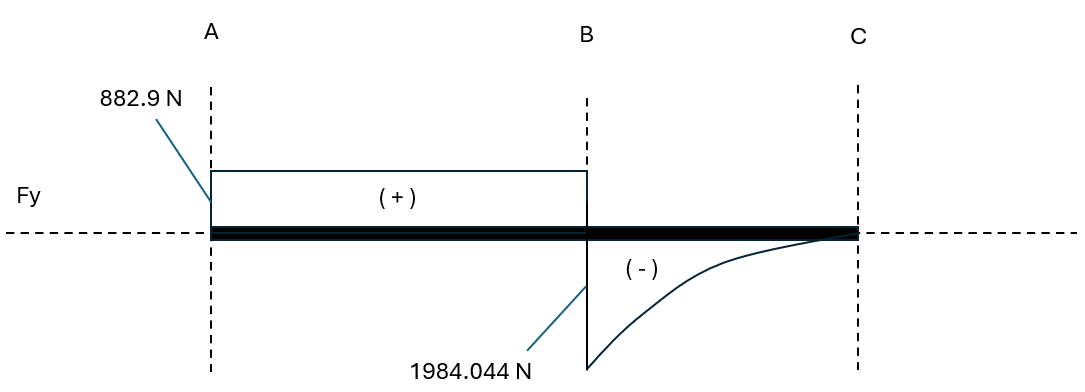 A
B
C
882.9 N
Fy
( + )
( - )
1984.044 N